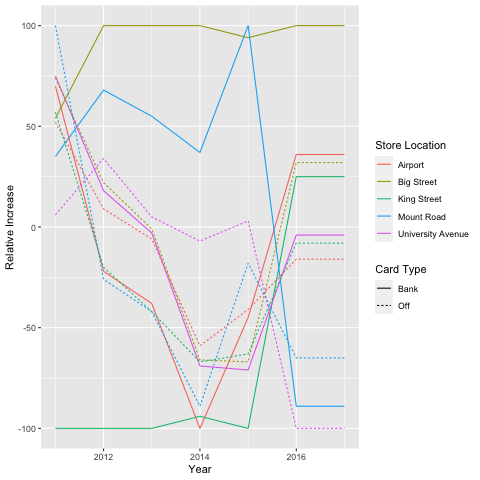 100
50
0
-50
-100
Relative Increase
2012
2014
2016
Year
Store Location
Airport
Big Street
King Street
Mount Road
University Avenue
Card Type
Bank
Off